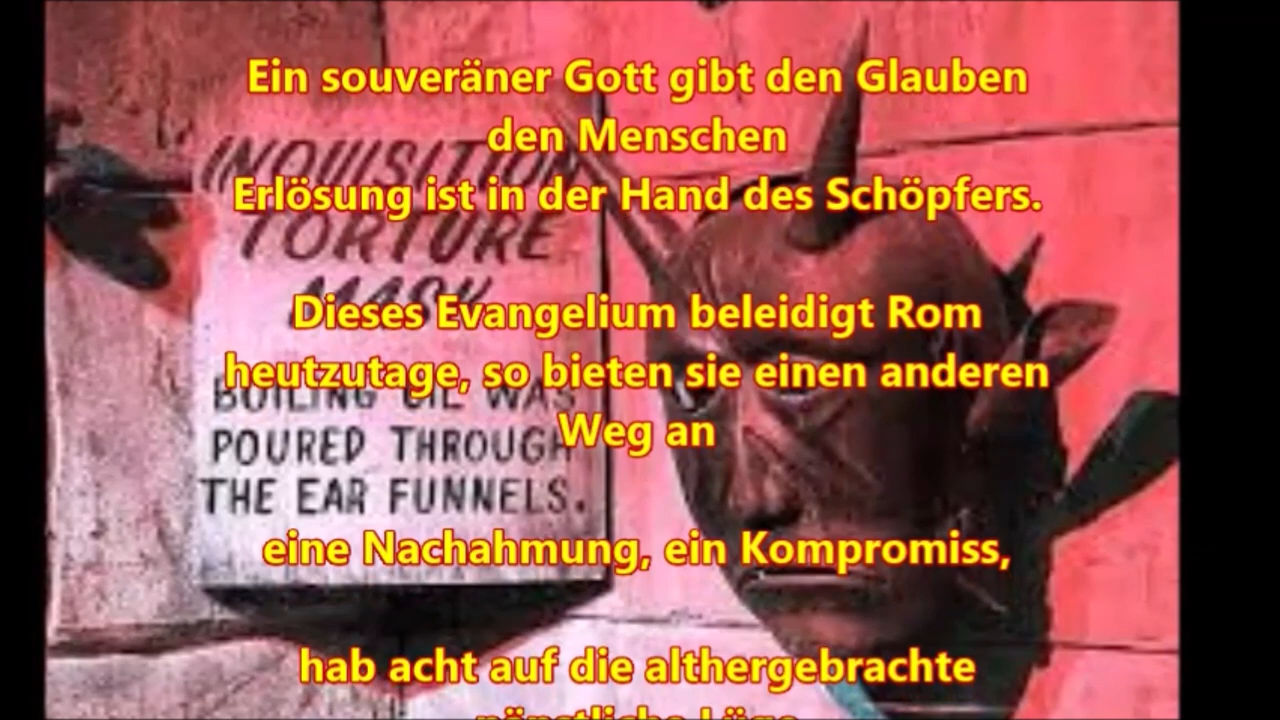 Ein souveräner Gott gibt den Glauben
den Menschen
Erlösung ist in der Hand des Schöpfers.
Dieses Evangelium beleidigt Rom
heutzutage, so bieten sie einen anderen
Weg an
eine Nachahmung, ein Kompromiss,
hab acht auf die althergebrachte
päpstliche Lüge
INQUISITION
TORTURE
MASK
BOILING OIL WAS
POURED THROUGH
THE EAR FUNNELS.